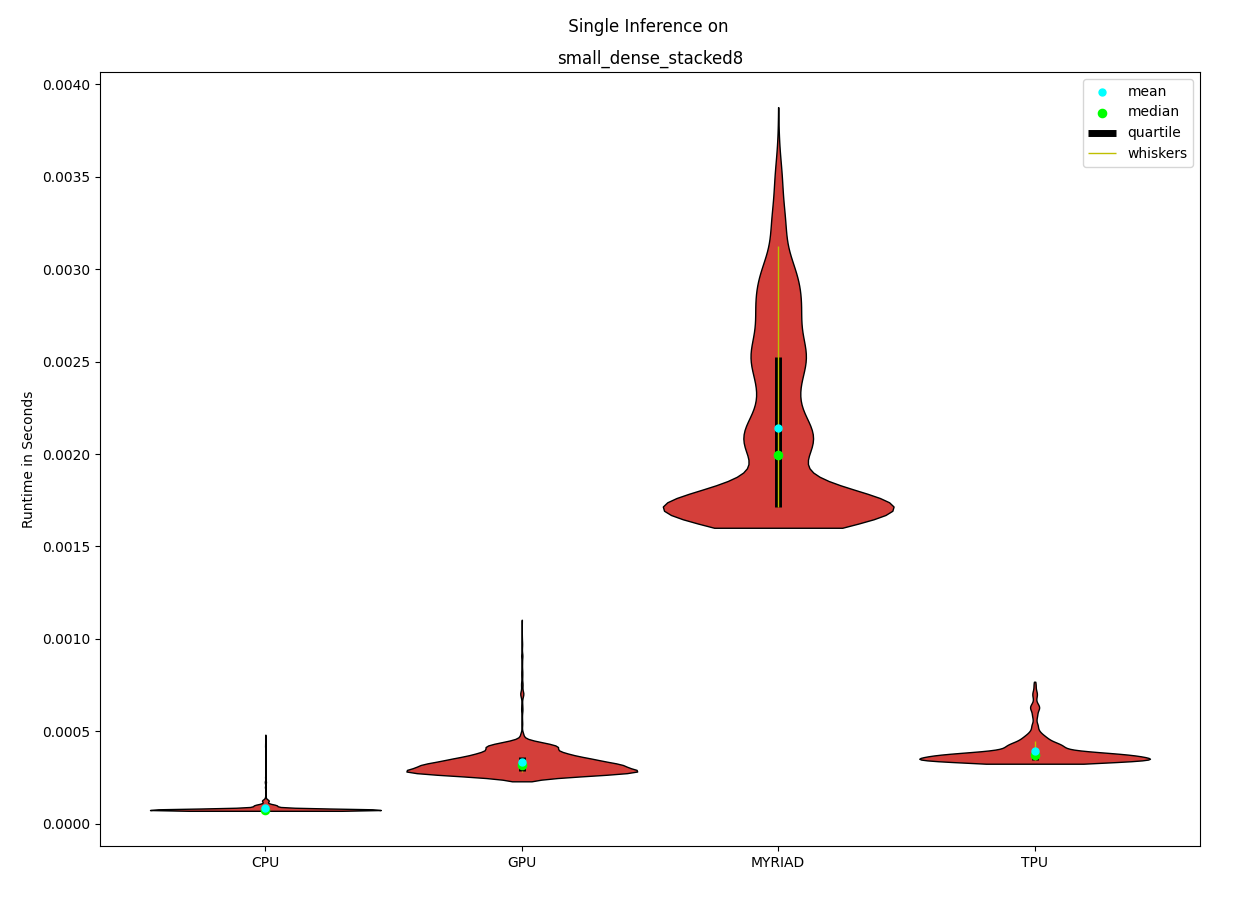 Single Inference on
small_dense_stacked8
mean
median
quartile
whiskers
Runtime in Seconds
0.0040
0.0035
0.0030
0.0025
0.0020
0.0015
0.0010
0.0005
0.0000
CPU
GPU
MYRIAD
TPU